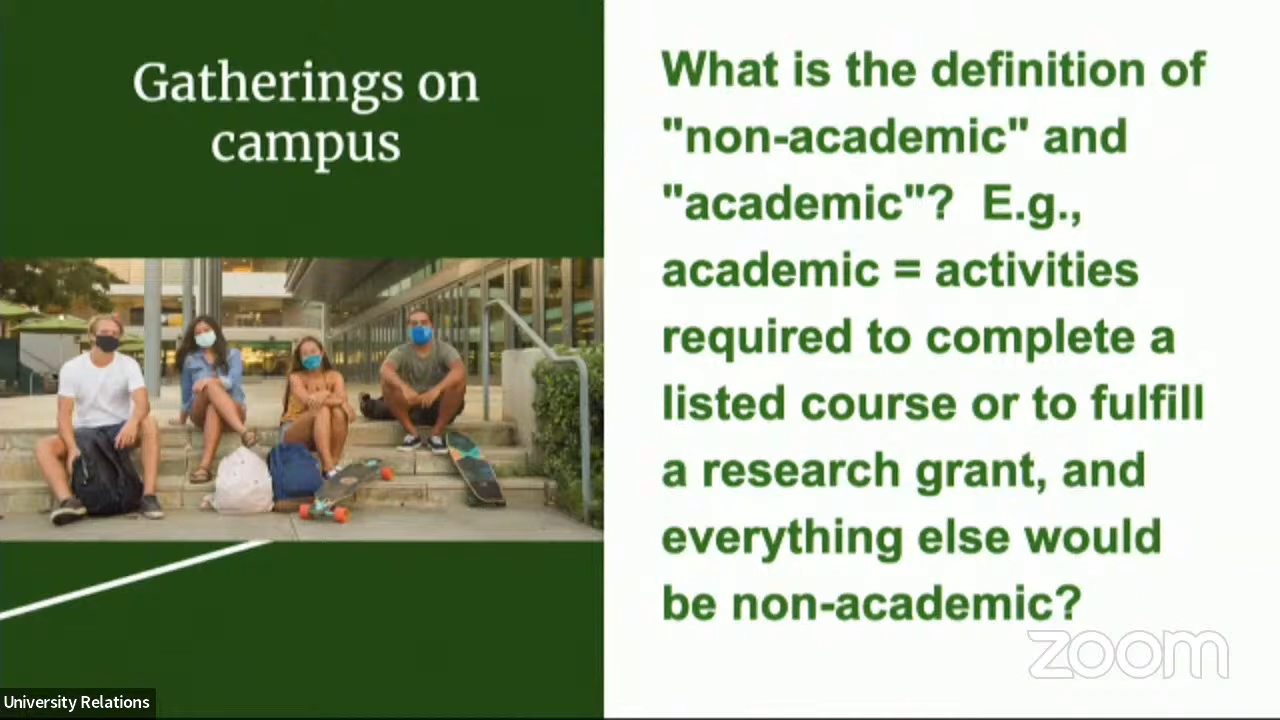 Gatherings on
campus
What is the definition of
"non-academic" and
"academic"?  E.g.,
academic = activities
required to complete a
listed course or to fulfill
a research grant, and
everything else would
be non-academic?
zoom
University Relations